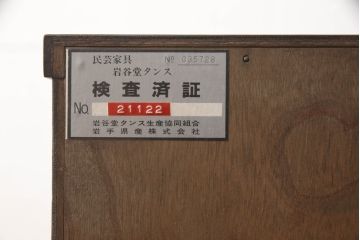 民芸家具 No 035728
岩谷堂タンス
検査済証
No. 21122
岩谷堂タンス生産協同組合
岩手県産株式会社